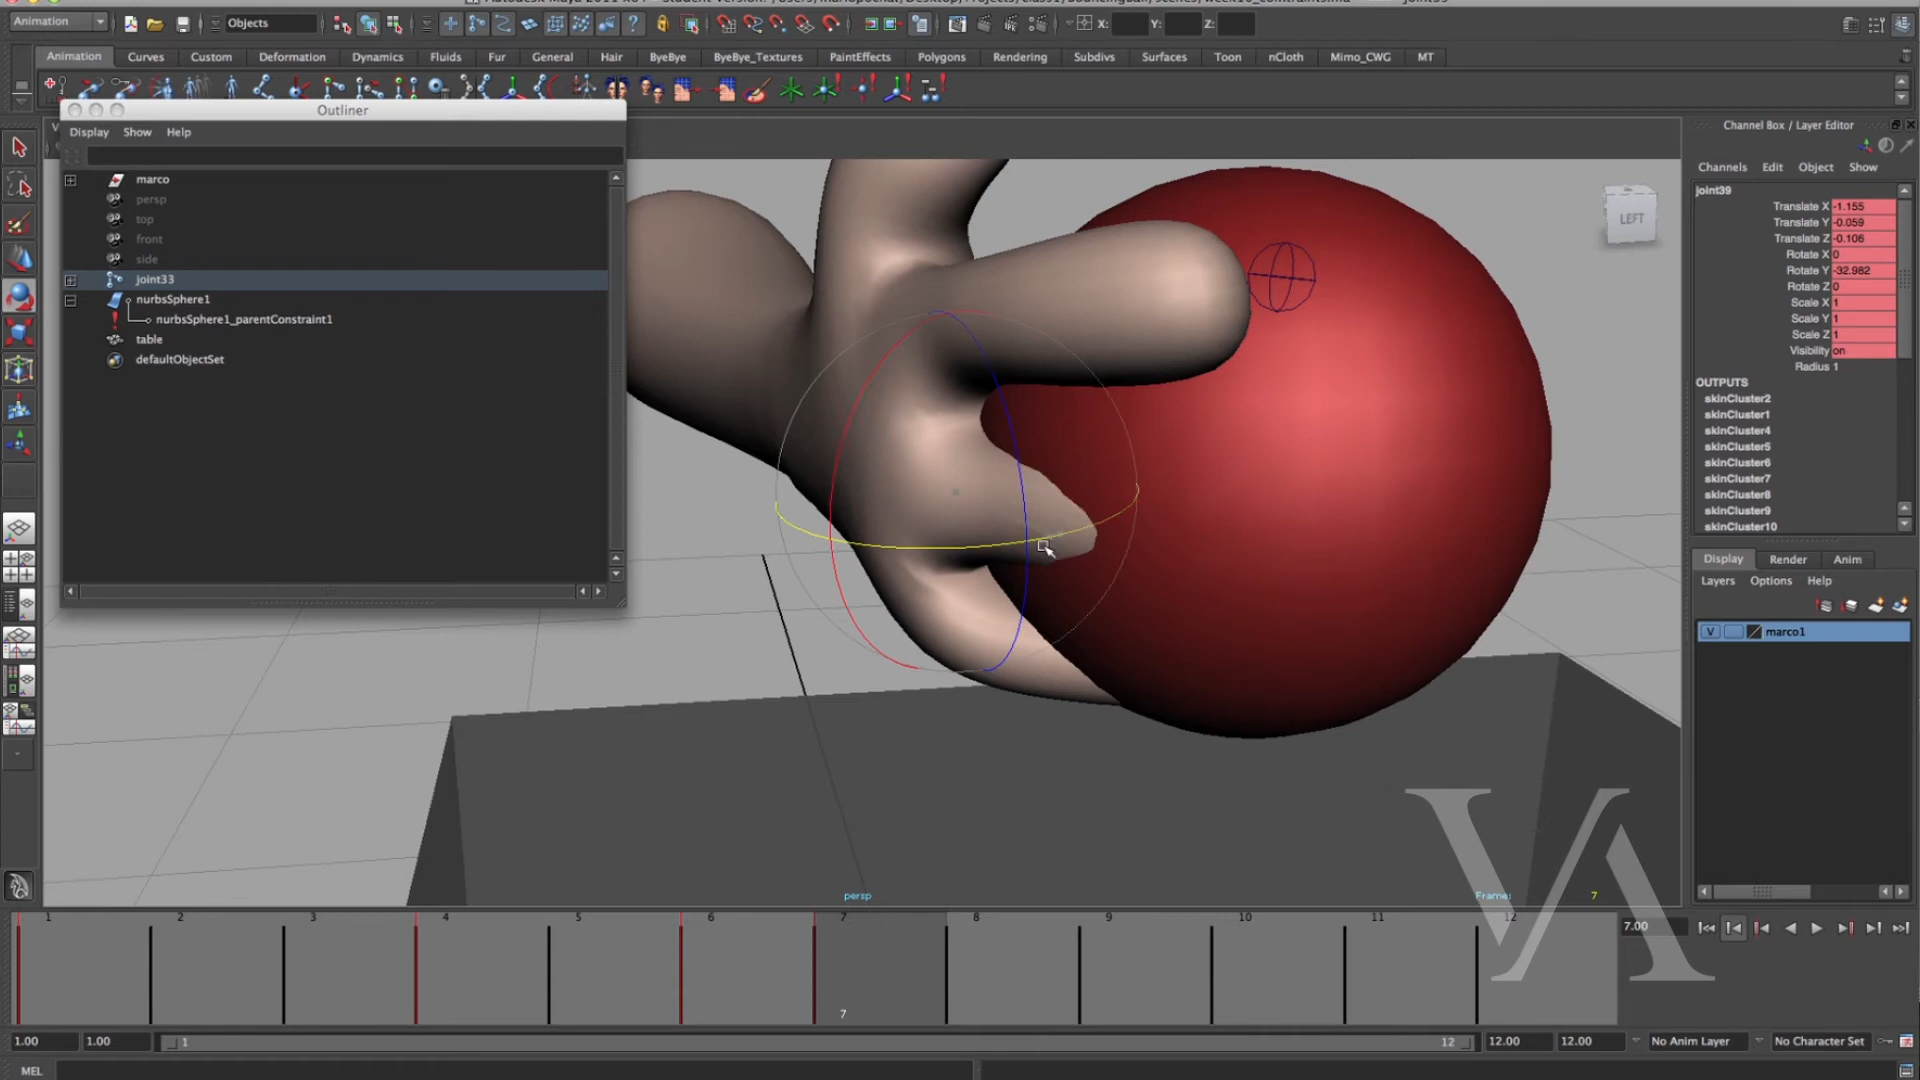 Animation
Objects
X:
Y:
Z:
Animation
Curves
Custom
Deformation
Dynamics
Fluids
Fur
General
Hair
ByeBye
ByeBye_Textures
PaintEffects
Polygons
Rendering
Subdivs
Surfaces
Toon
nCloth
Mimo_CWG
MT
Outliner
Display Show Help
marco
persp
top
front
side
joint33
nurbsSphere1
nurbsSphere1_parentConstraint1
table
defaultObjectSet
LEFT
persp
Frame:
7
Channel Box / Layer Editor
Channels Edit Object Show
joint39
Translate X -1.155
Translate Y -0.059
Translate Z -0.106
Rotate X 0
Rotate Y -32.982
Rotate Z 0
Scale X 1
Scale Y 1
Scale Z 1
Visibility on
Radius 1
OUTPUTS
skinCluster2
skinCluster1
skinCluster4
skinCluster5
skinCluster6
skinCluster7
skinCluster8
skinCluster9
skinCluster10
Display Render Anim
Layers Options Help
V marco1
VA
1 2 3 4 5 6 7 8 9 10 11 12
7
7.00
1.00
1.00
1
12
12.00
12.00
No Anim Layer
No Character Set
MEL